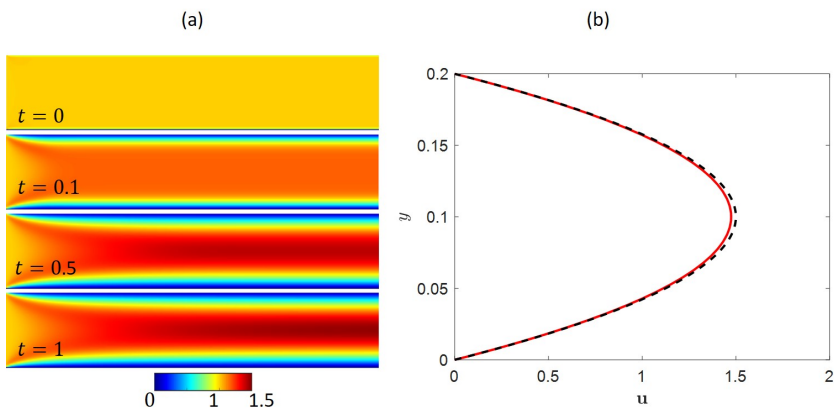 (a)
(b)
t = 0
t = 0.1
t = 0.5
t = 1
0 1 1.5
0.2
0.15
0.1
0.05
0
y
0 0.5 1 1.5 2
u